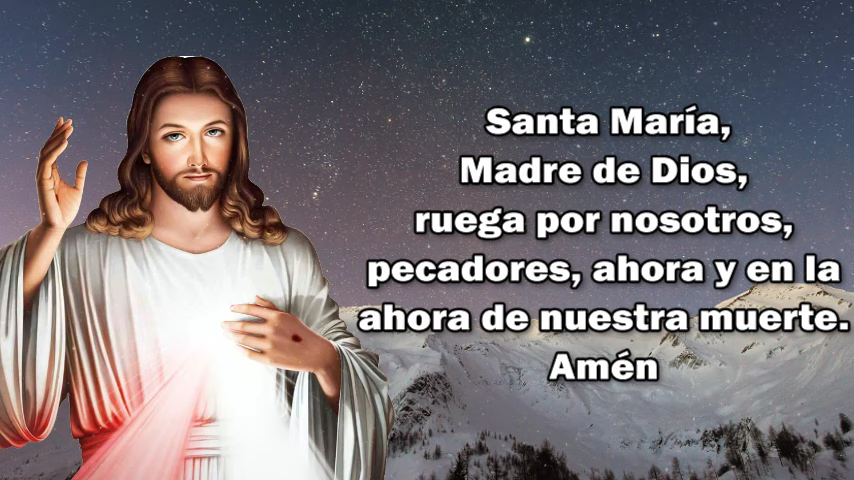 Santa María,
Madre de Dios,
ruega por nosotros,
pecadores, ahora y en la
ahora de nuestra muerte.
Amén